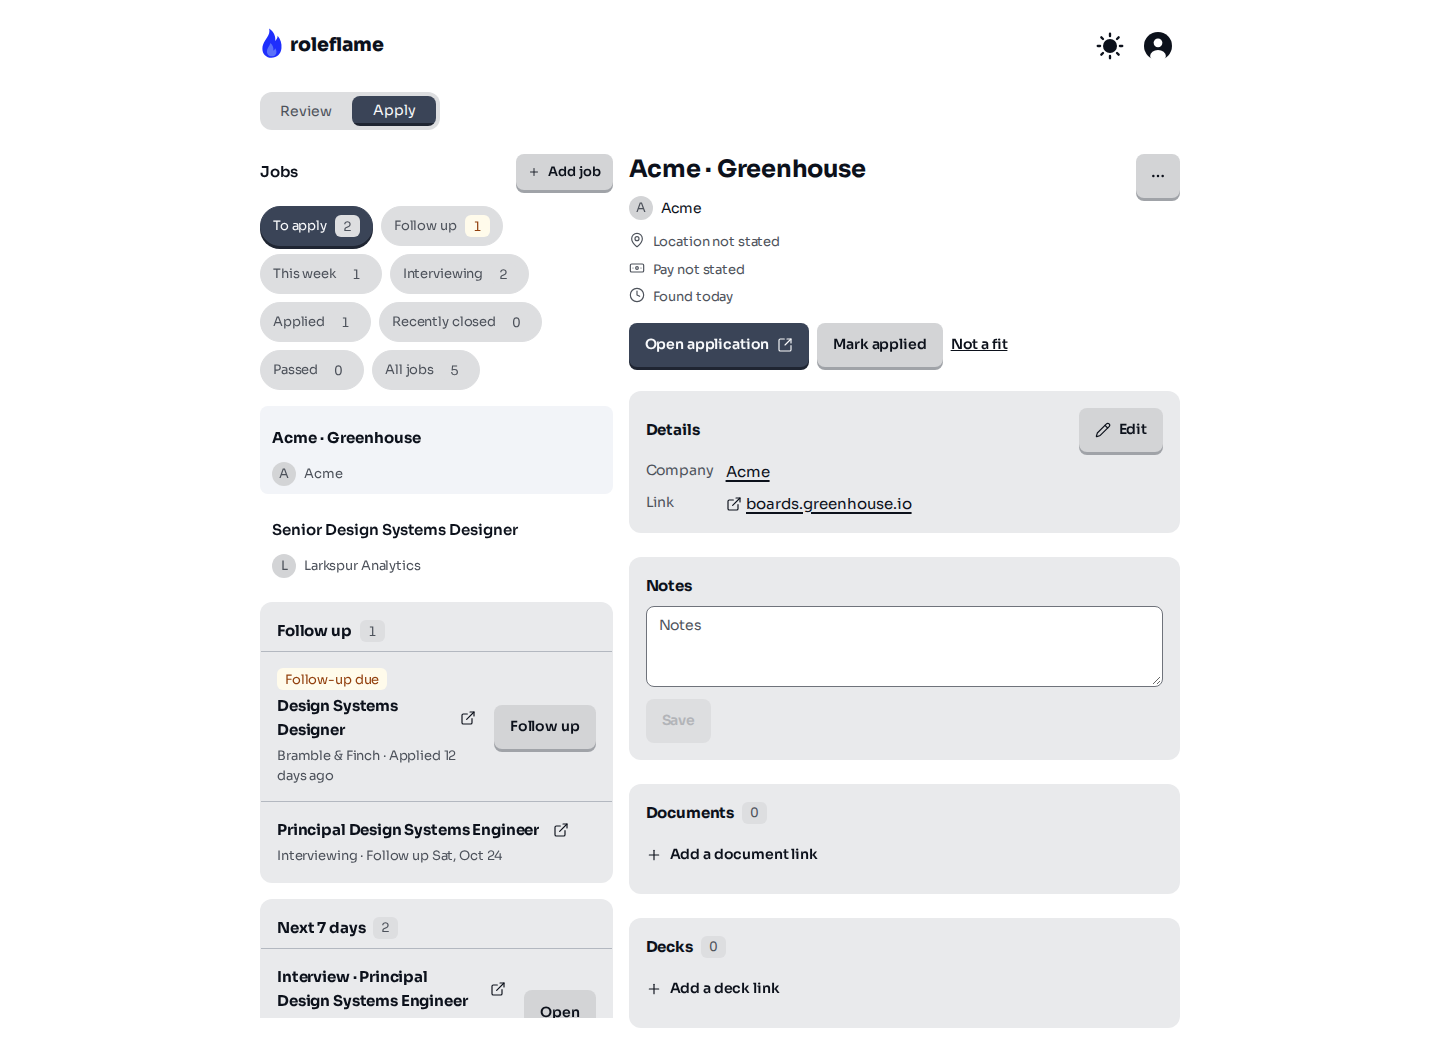 roleflame
Review
Apply
Jobs
+ Add job
To apply 2
Follow up 1
This week 1
Interviewing 2
Applied 1
Recently closed 0
Passed 0
All jobs 5
Acme · Greenhouse
A Acme
Senior Design Systems Designer
L Larkspur Analytics
Follow up 1
Follow-up due
Design Systems
Designer
Bramble & Finch · Applied 12
days ago
Follow up
Principal Design Systems Engineer
Interviewing · Follow up Sat, Oct 24
Next 7 days 2
Interview · Principal
Design Systems Engineer
Open
Acme · Greenhouse
...
A Acme
Location not stated
Pay not stated
Found today
Open application
Mark applied
Not a fit
Details
Edit
Company Acme
Link boards.greenhouse.io
Notes
Notes
Save
Documents 0
+ Add a document link
Decks 0
+ Add a deck link